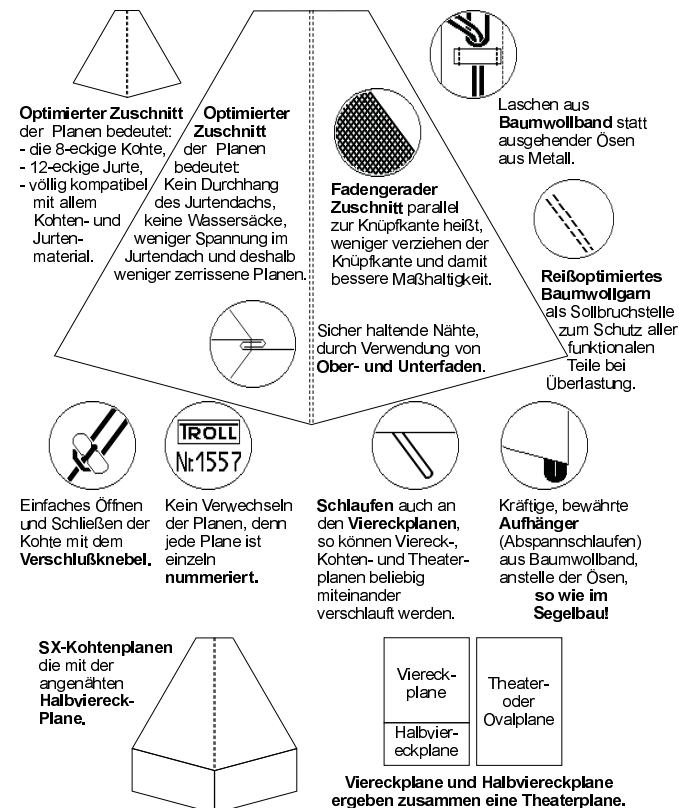 Optimierter Zuschnitt
der Planen bedeutet:
- die 8-eckige Kohte,
- 12-eckige Jurte,
- völlig kompatibel
mit allem
Kohten- und
Jurten-
material.
Optimierter
Zuschnitt
der Planen
bedeutet
Kein Durchhang
des Jurtendachs,
keine Wassersäcke,
weniger Spannung im
Jurtendach und deshalb
weniger zerrissene Planen.
Fadengerader
Zuschnitt parallel
zur Knüpfkante heißt,
weniger verziehen der
Knüpfkante und damit
bessere Maßhaltigkeit.
Laschen aus
Baumwollband statt
ausgehender Ösen
aus Metall.
Reißoptimiertes
Baumwollgarn
als Sollbruchstelle
zum Schutz aller
funktionalen
Teile bei
Überlastung.
Sicher haltende Nähte,
durch Verwendung von
Ober- und Unterfaden.
Einfaches Öffnen
und Schließen der
Kohte mit dem
Verschlußknebel.
TROLL
Nr.1557
Kein Verwechseln
der Planen, denn
jede Plane ist
einzeln
nummeriert.
Schlaufen auch an
den Viereckplanen,
so können Viereck-,
Kohten- und Theater-
planen beliebig
miteinander
verschlauft werden.
Kräftige, bewährte
Aufhänger
(Abspannschlaufen)
aus Baumwollband,
anstelle der Ösen,
so wie im
Segelbau!
SX-Kohtenplanen
die mit der
angenähten
Halbviereck-
Plane.
Viereck-
plane
Halbvier-
eckplane
Theater-
oder
Ovalplane
Viereckplane und Halbviereckplane
ergeben zusammen eine Theaterplane.